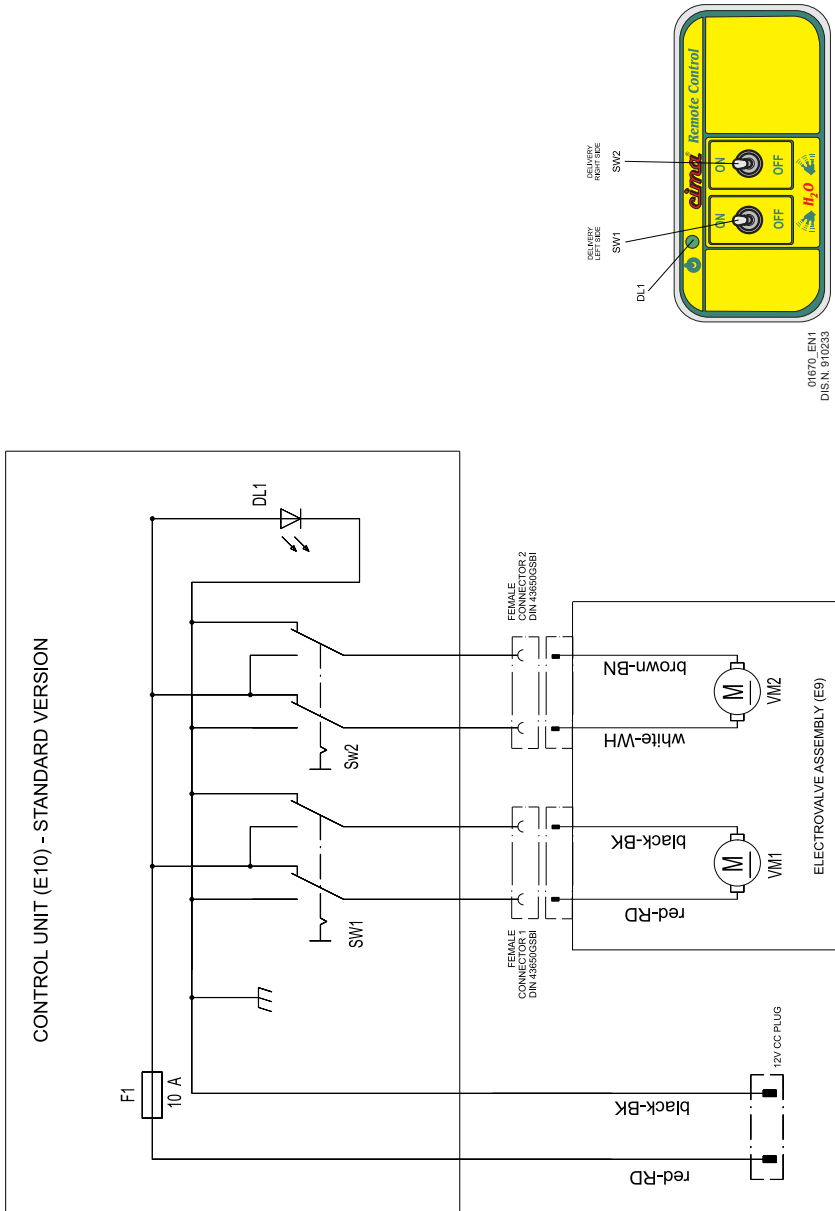 CONTROL UNIT (E10) - STANDARD VERSION
F1
10 A
DL1
SW1
Sw2
FEMALE
CONNECTOR 1
DIN 43650GSBI
FEMALE
CONNECTOR 2
DIN 43650GSBI
red-RD
black-BK
12V CC PLUG
red-RD
black-BK
white-WH
brown-BN
M
VM1
M
VM2
ELECTROVALVE ASSEMBLY (E9)
DL1
DELIVERY
LEFT SIDE
SW1
DELIVERY
RIGHT SIDE
SW2
cima® Remote Control
ON
ON
OFF
OFF
H₂O
01670_EN1
DIS.N. 910233